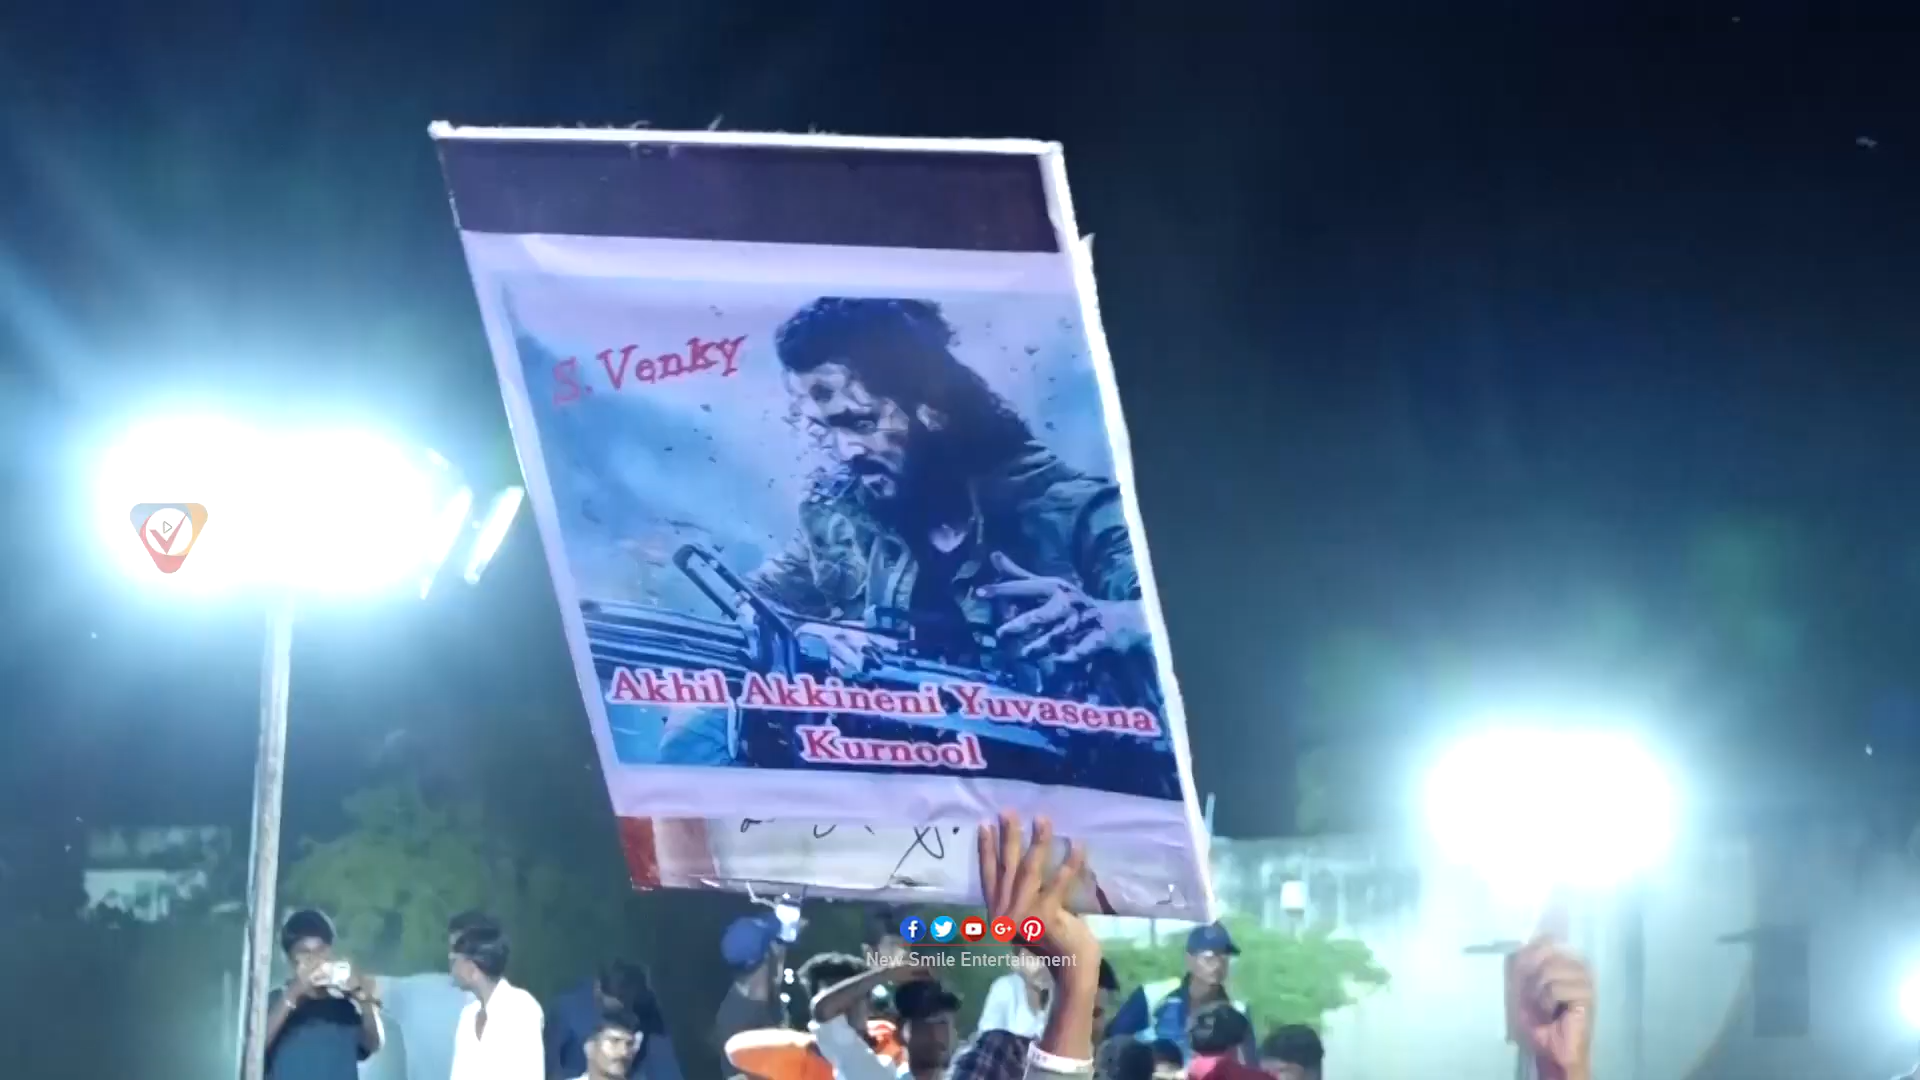 S. Venky
Akhil Akkineni Yuvasena
Kurnool
New Smile Entertainment